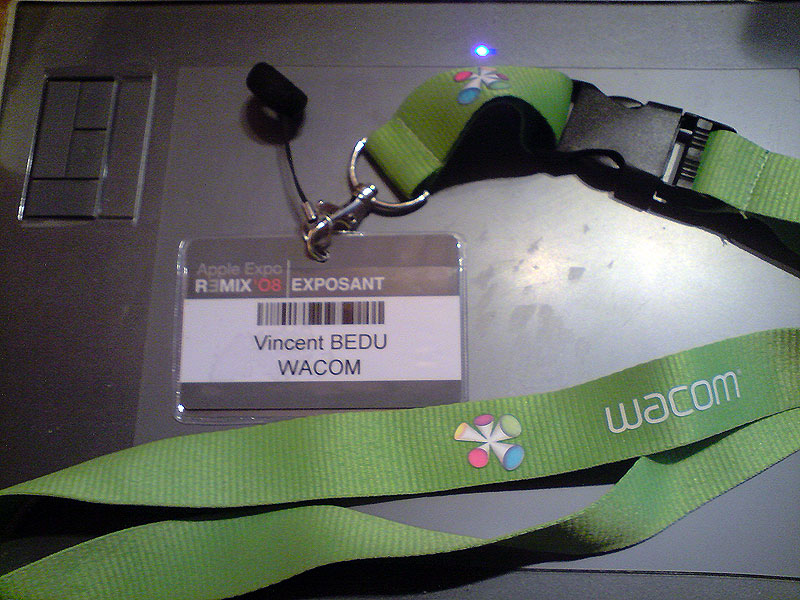 Apple Expo
REMIX '08
EXPOSANT
Vincent BEDU
WACOM
wacom